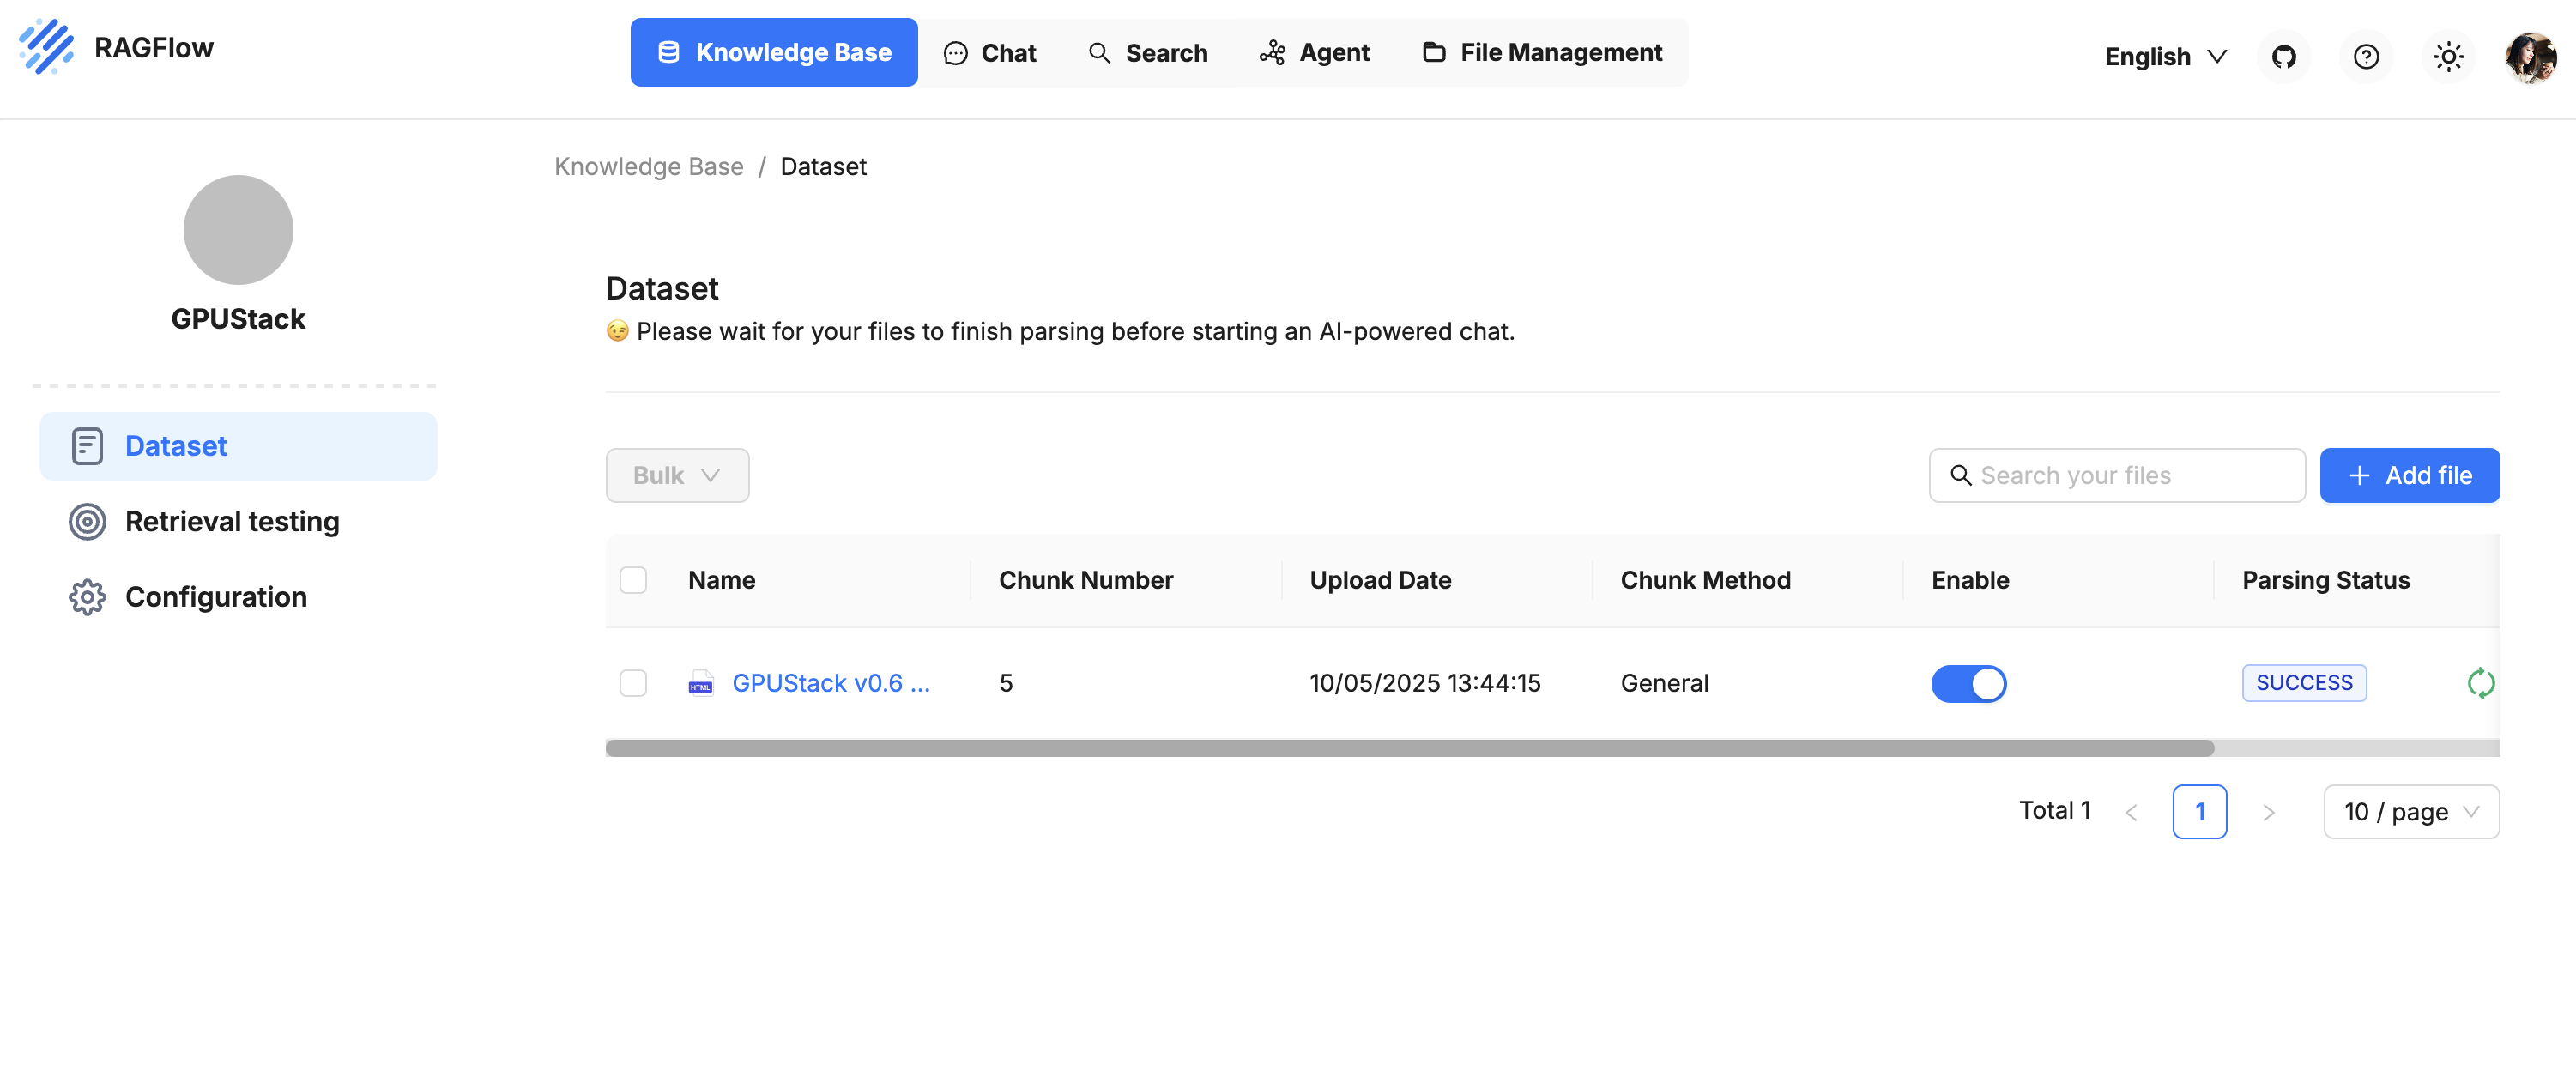 RAGFlow
Knowledge Base
Chat
Search
Agent
File Management
English
Knowledge Base / Dataset
GPUStack
Dataset
Retrieval testing
Configuration
Dataset
😉 Please wait for your files to finish parsing before starting an AI-powered chat.
Bulk
Search your files
+ Add file
Name Chunk Number Upload Date Chunk Method Enable Parsing Status
HTML GPUStack v0.6 ... 5 10/05/2025 13:44:15 General SUCCESS
Total 1 < 1 > 10 / page